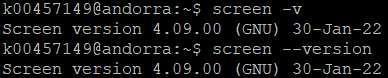 k00457149@andorra:~$ screen -v
Screen version 4.09.00 (GNU) 30-Jan-22
k00457149@andorra:~$ screen --version
Screen version 4.09.00 (GNU) 30-Jan-22